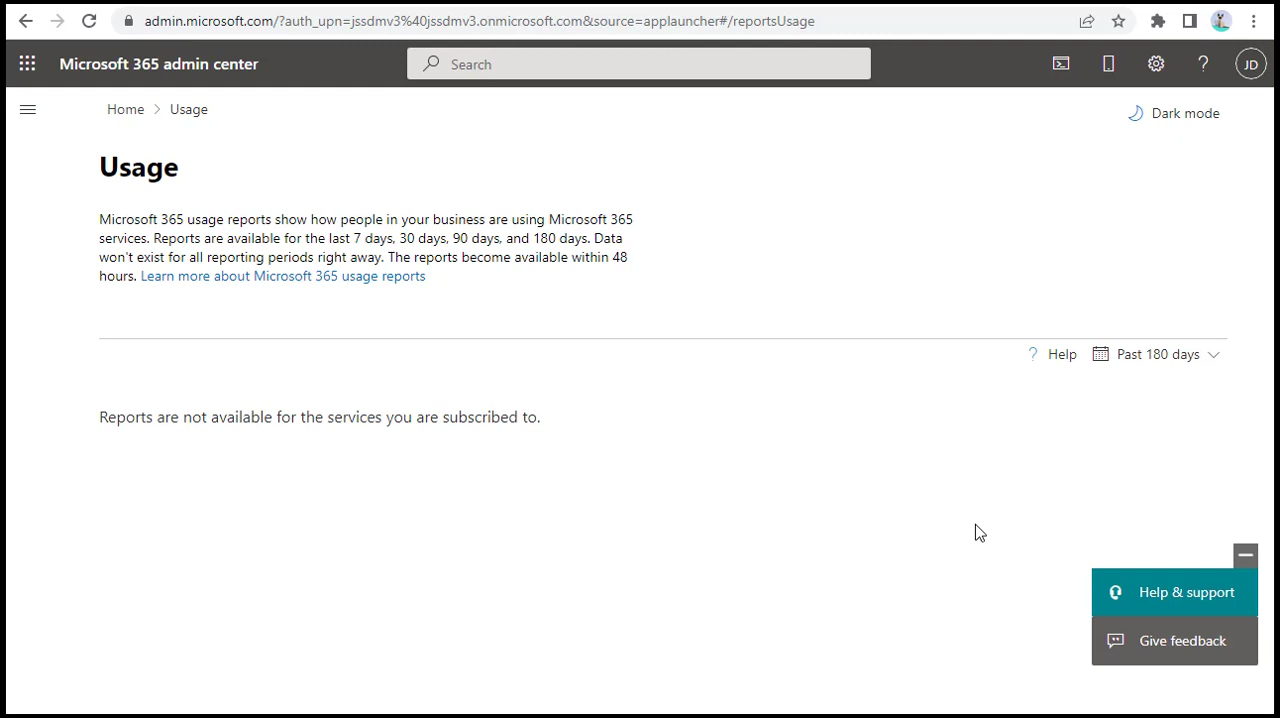 admin.microsoft.com/?auth_upn=jssdmv3%40jssdmv3.onmicrosoft.com&source=applauncher#/reportsUsage
Microsoft 365 admin center
Search
?
JD
Home > Usage
Dark mode
Usage
Microsoft 365 usage reports show how people in your business are using Microsoft 365
services. Reports are available for the last 7 days, 30 days, 90 days, and 180 days. Data
won't exist for all reporting periods right away. The reports become available within 48
hours. Learn more about Microsoft 365 usage reports
? Help
Past 180 days
Reports are not available for the services you are subscribed to.
Help & support
Give feedback